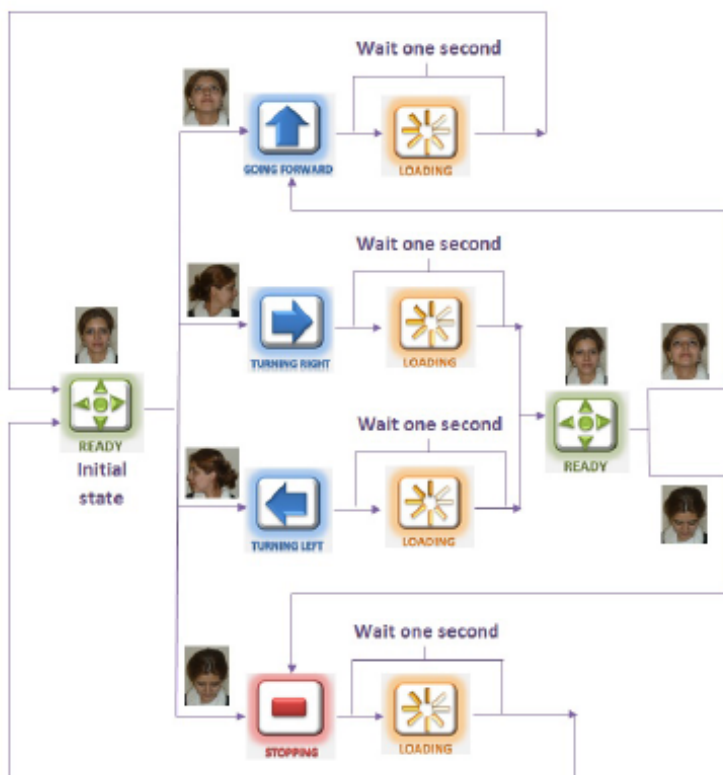 Wait one second
GOING FORWARD
LOADING
Wait one second
TURNING RIGHT
LOADING
READY
Initial
state
Wait one second
READY
TURNING LEFT
LOADING
Wait one second
STOPPING
LOADING